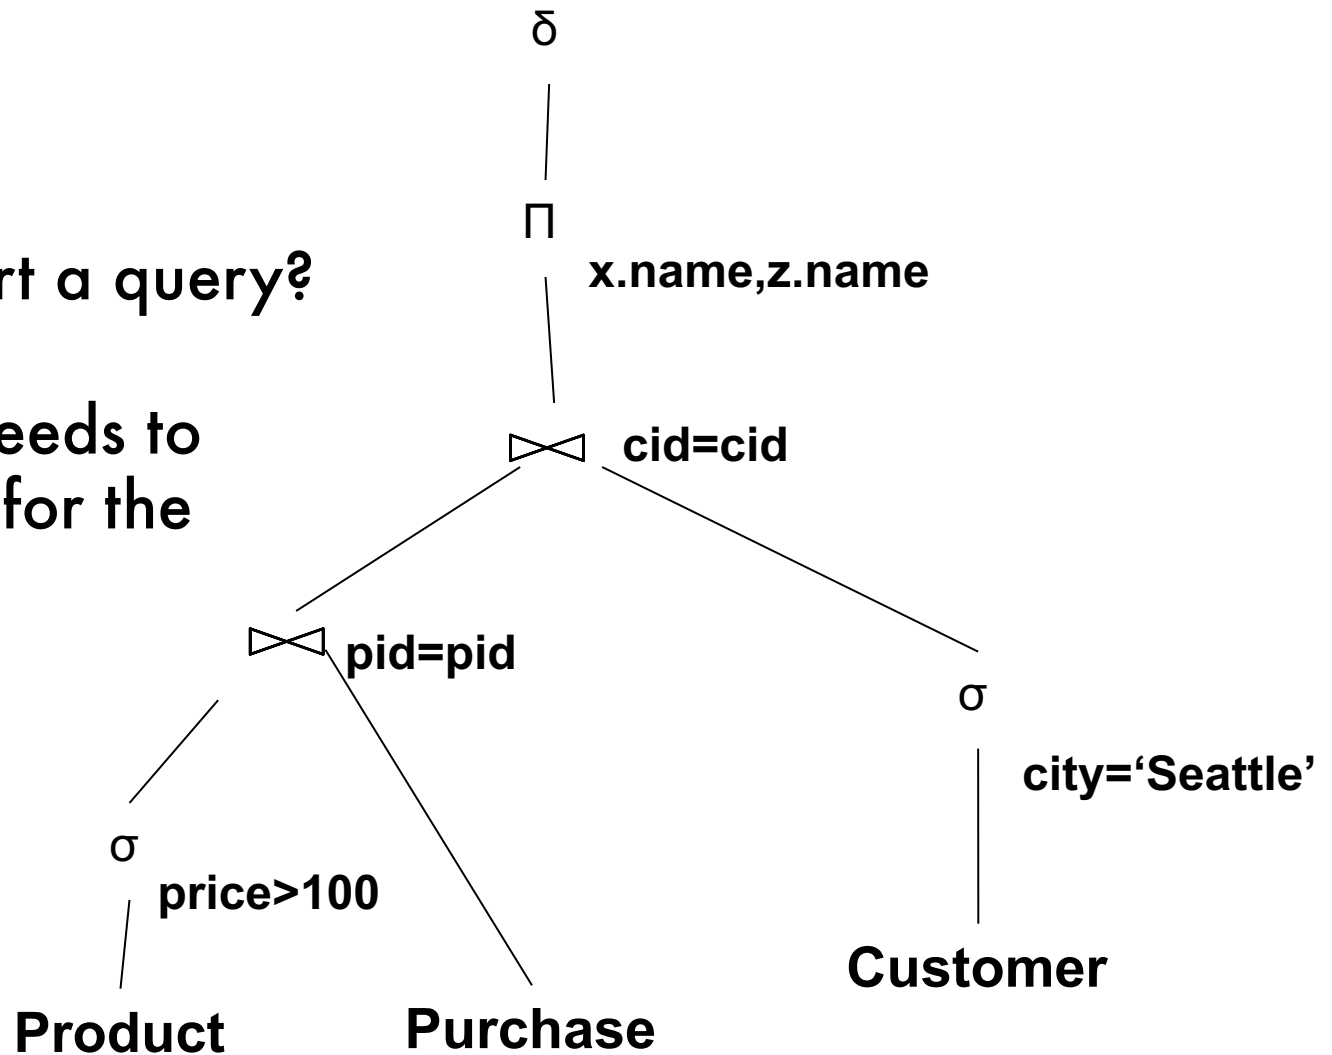 δ
Π
rt a query?
x.name,z.name
eeds to
cid=cid
for the
pid=pid
σ
city=‘Seattle’
σ
price>100
Customer
Product
Purchase